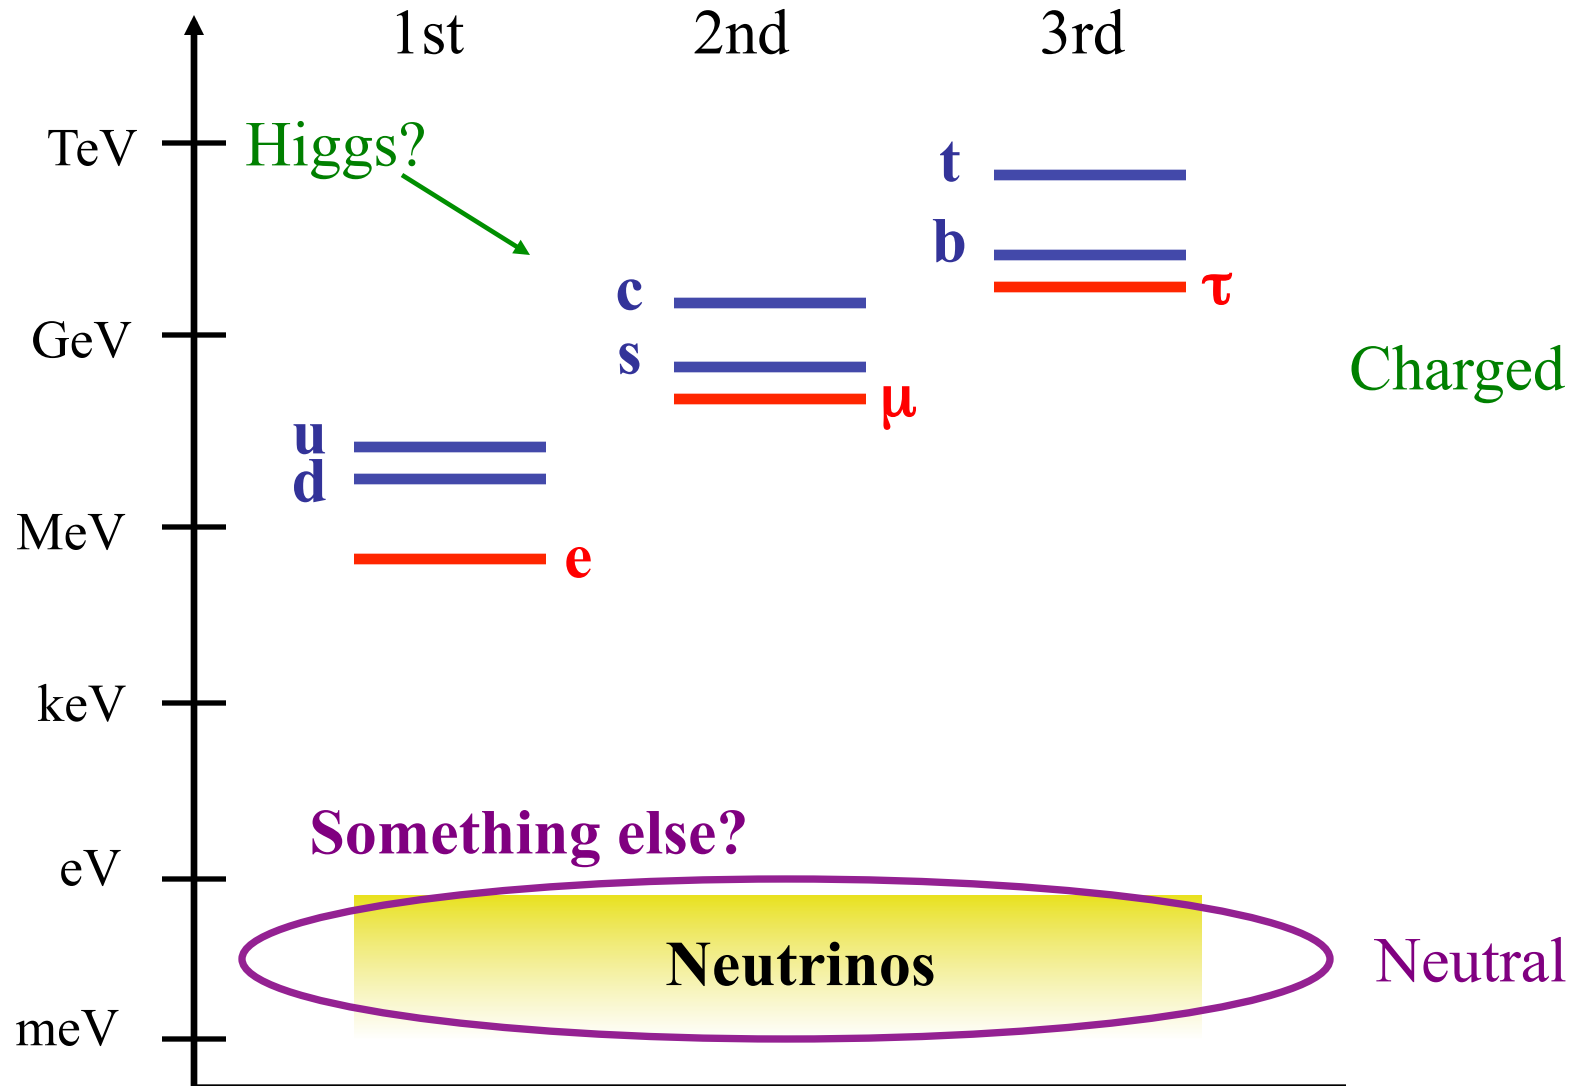 1st 2nd 3rd
TeV
Higgs?
t
b
c
τ
GeV
s
Charged
μ
u
d
MeV
e
keV
Something else?
eV
Neutrinos
Neutral
meV